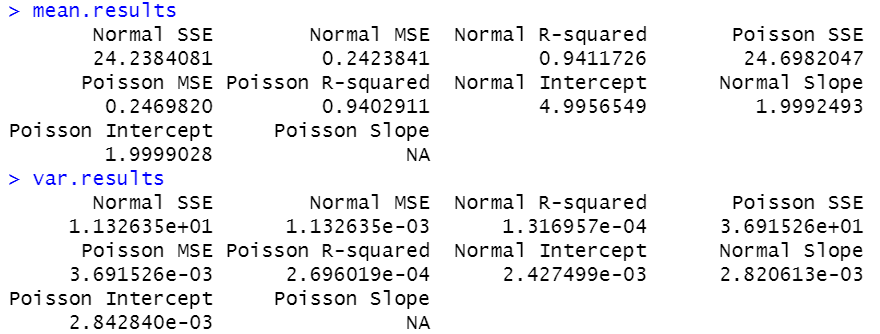 > mean.results
Normal SSE Normal MSE Normal R-squared Poisson SSE
24.2384081 0.2423841 0.9411726 24.6982047
Poisson MSE Poisson R-squared Normal Intercept Normal Slope
0.2469820 0.9402911 4.9956549 1.9992493
Poisson Intercept Poisson Slope
1.9999028 NA
> var.results
Normal SSE Normal MSE Normal R-squared Poisson SSE
1.132635e+01 1.132635e-03 1.316957e-04 3.691526e+01
Poisson MSE Poisson R-squared Normal Intercept Normal Slope
3.691526e-03 2.696019e-04 2.427499e-03 2.820613e-03
Poisson Intercept Poisson Slope
2.842840e-03 NA